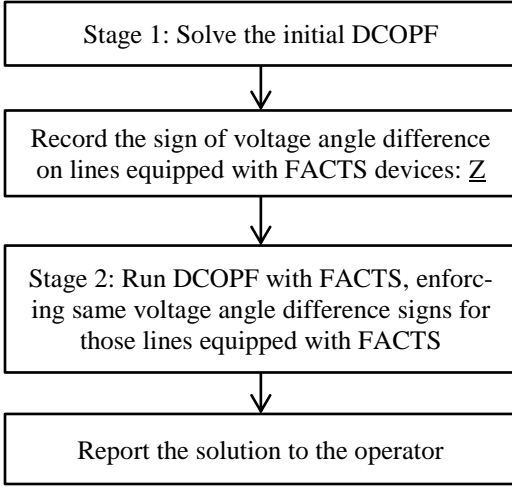 Stage 1: Solve the initial DCOPF
Record the sign of voltage angle difference
on lines equipped with FACTS devices: Z
Stage 2: Run DCOPF with FACTS, enforc-
ing same voltage angle difference signs for
those lines equipped with FACTS
Report the solution to the operator